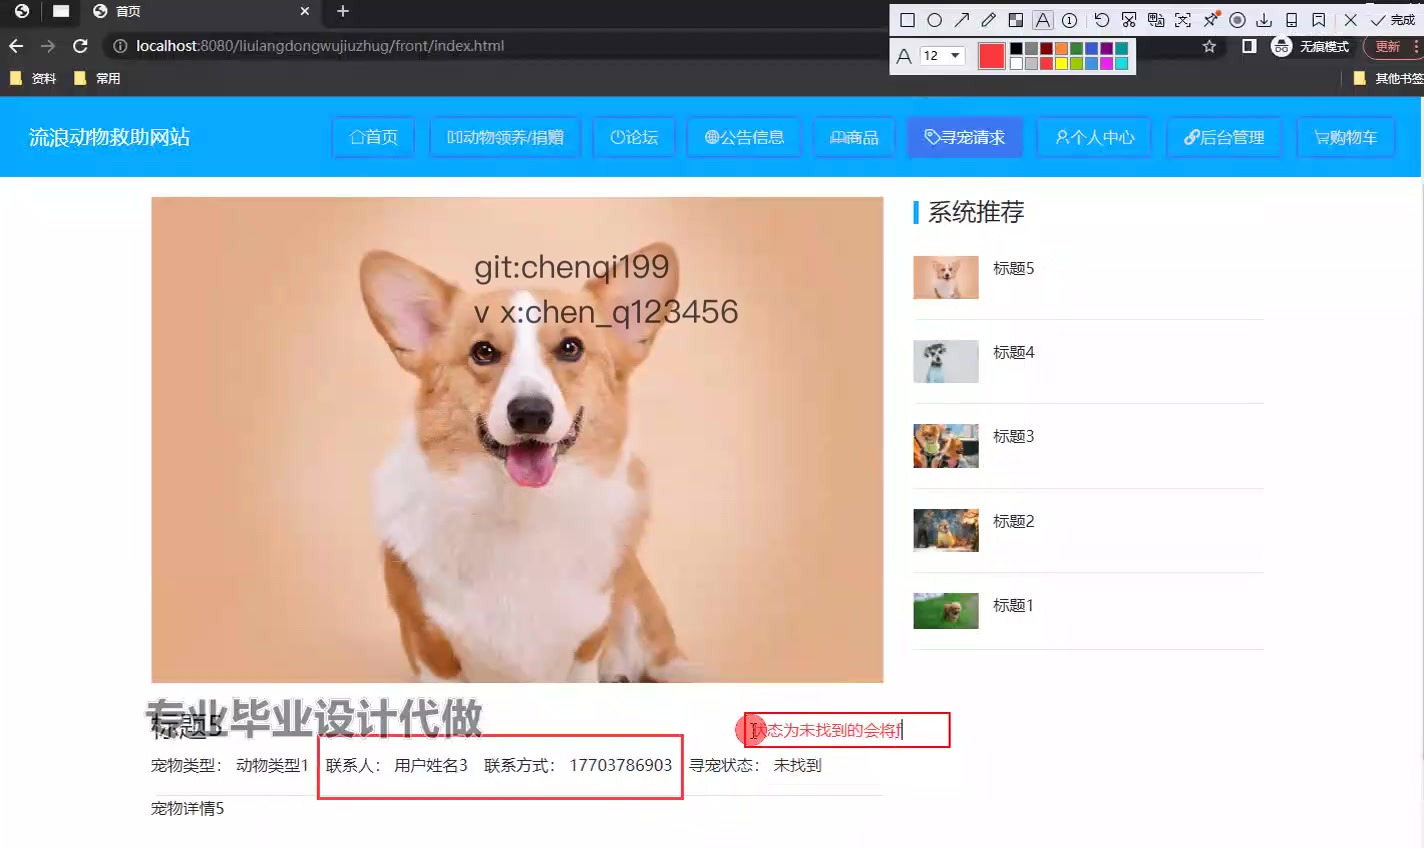 首页
完成
localhost:8080/liulangdongwujiuzhug/front/index.html
无痕模式
更新
12
资料
常用
其他书签
流浪动物救助网站
首页
动物领养/捐赠
论坛
公告信息
商品
寻宠请求
个人中心
后台管理
购物车
git:chenqi199
v x:chen_q123456
系统推荐
标题5
标题4
标题3
标题2
标题1
专业毕业设计代做
标题5
状态为未找到的会将f
宠物类型: 动物类型1 联系人: 用户姓名3 联系方式: 17703786903 寻宠状态: 未找到
宠物详情5